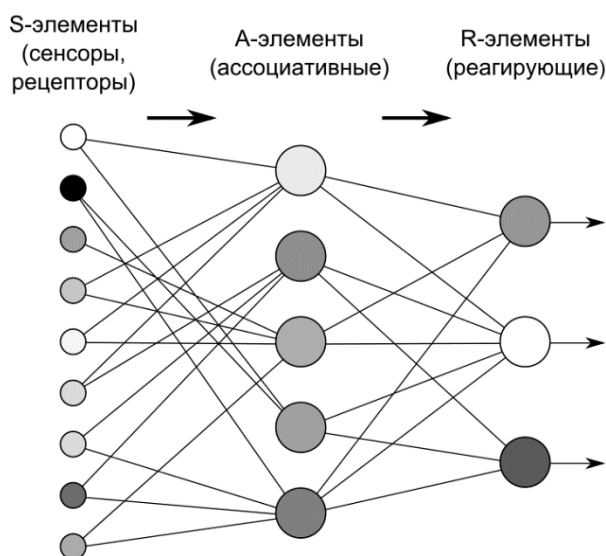 S-элементы
(сенсоры,
рецепторы)
A-элементы
(ассоциативные)
R-элементы
(реагирующие)